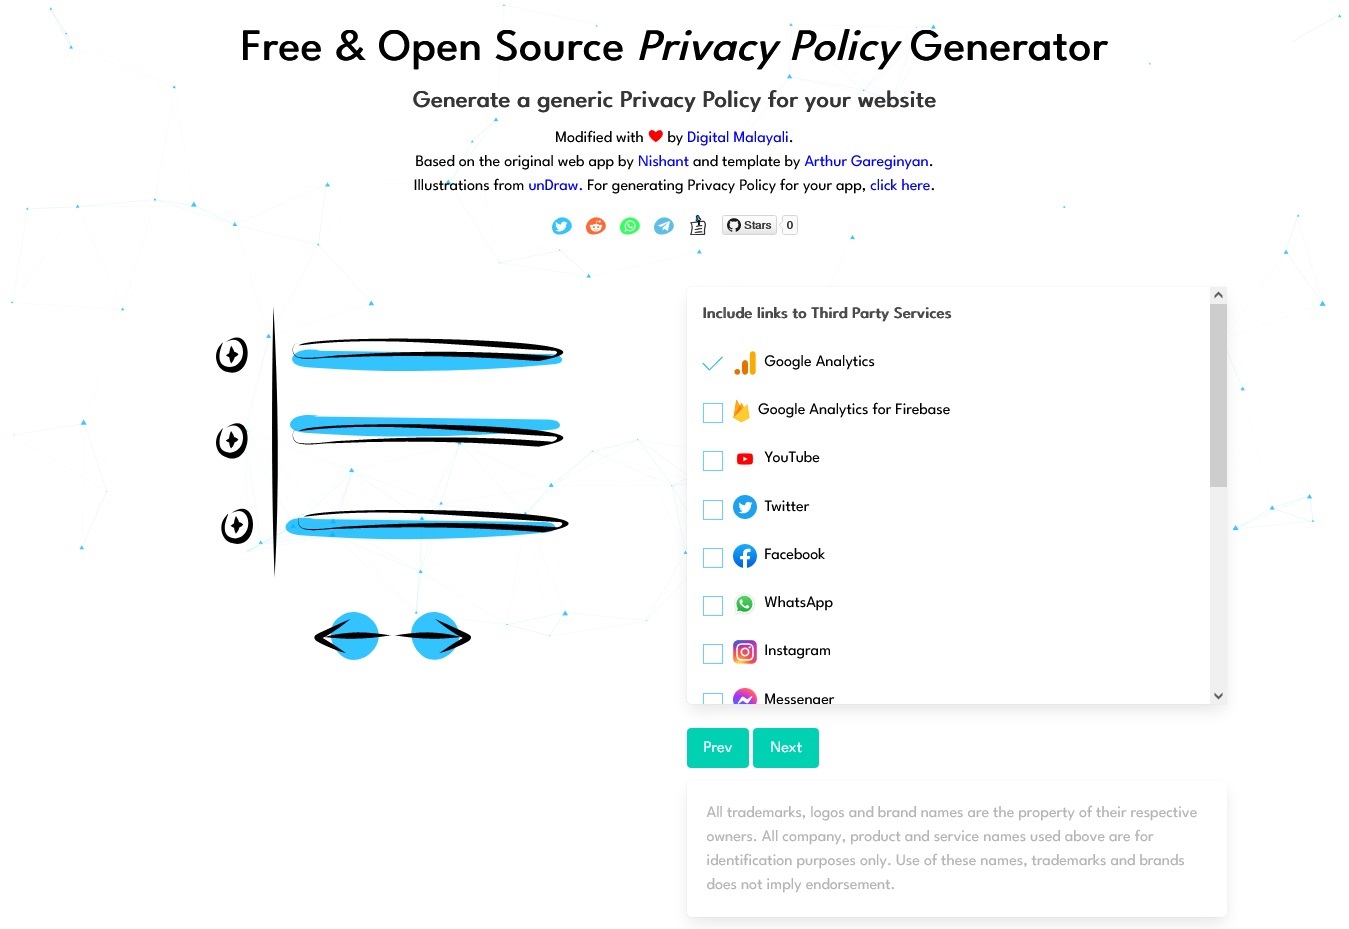 Free & Open Source Privacy Policy Generator
Generate a generic Privacy Policy for your website
Modified with by Digital Malayali.
Based on the original web app by Nishant and template by Arthur Gareginyan.
Illustrations from unDraw. For generating Privacy Policy for your app, click here.
Stars 0
Include links to Third Party Services
Google Analytics
Google Analytics for Firebase
YouTube
Twitter
Facebook
WhatsApp
Instagram
Messenger
Prev Next
All trademarks, logos and brand names are the property of their respective
owners. All company, product and service names used above are for
identification purposes only. Use of these names, trademarks and brands
does not imply endorsement.